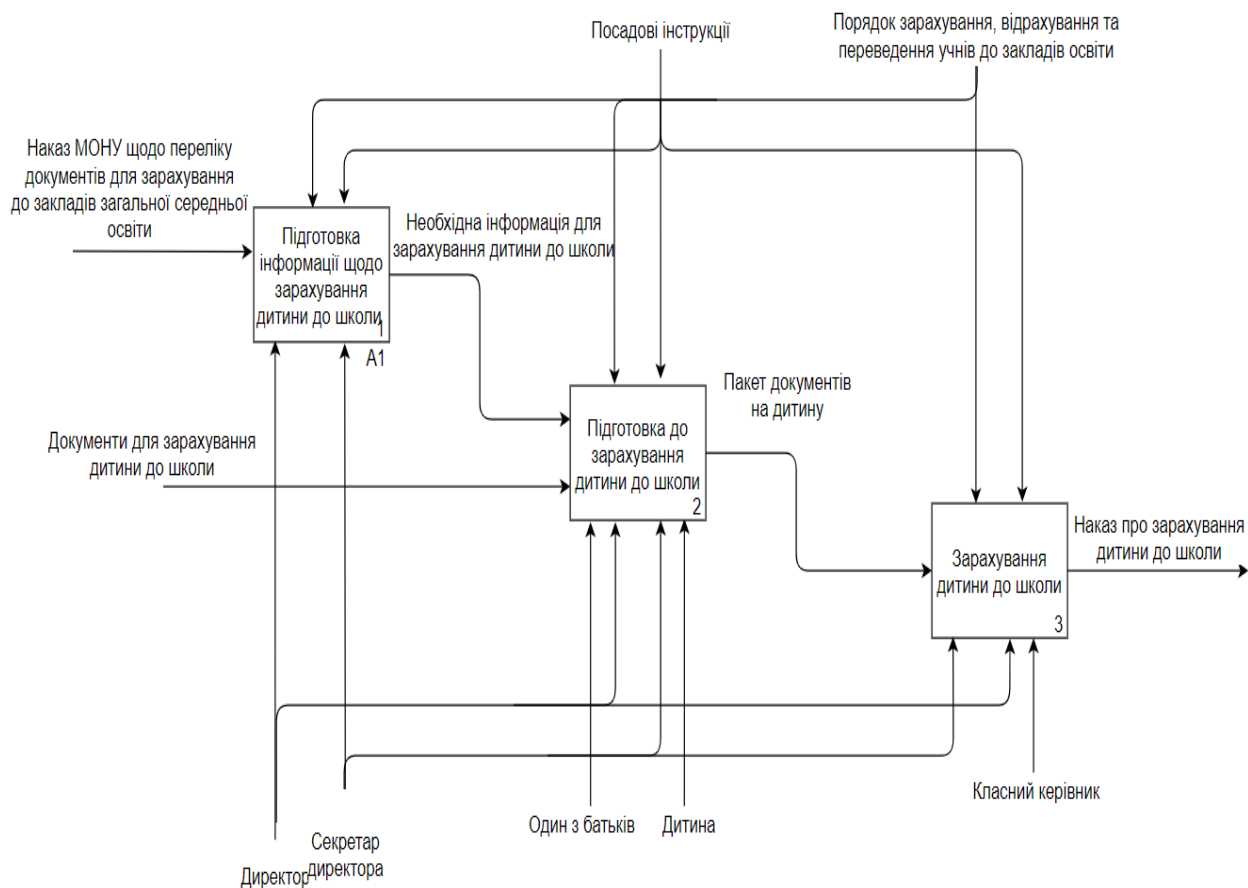 Посадові інструкції
Порядок зарахування, відрахування та
переведення учнів до закладів освіти
Наказ МОНУ щодо переліку
документів для зарахування
до закладів загальної середньої
освіти
Підготовка
інформації щодо
зарахування
дитини до школи
1
A1
Необхідна інформація для
зарахування дитини до школи
Документи для зарахування
дитини до школи
Підготовка до
зарахування
дитини до школи
2
Пакет документів
на дитину
Зарахування
дитини до школи
3
Наказ про зарахування
дитини до школи
Директор
Секретар
директора
Один з батьків
Дитина
Класний керівник